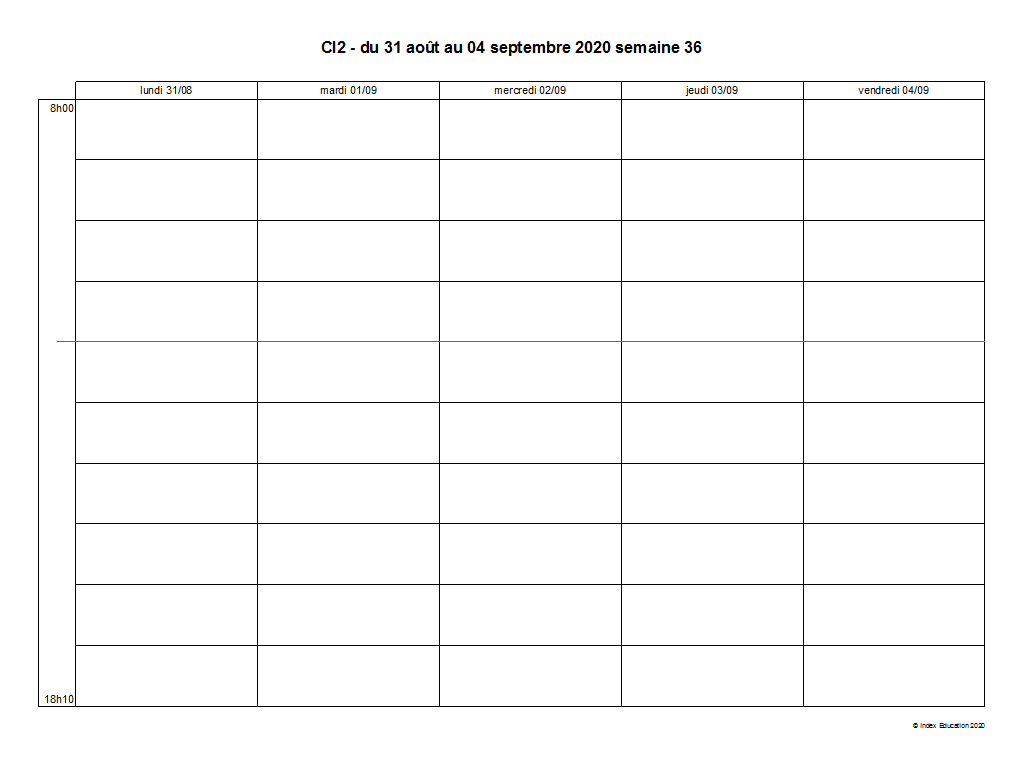 CI2 - du 31 août au 04 septembre 2020 semaine 36
lundi 31/08 mardi 01/09 mercredi 02/09 jeudi 03/09 vendredi 04/09
8h00
18h10
© Index Education 2020